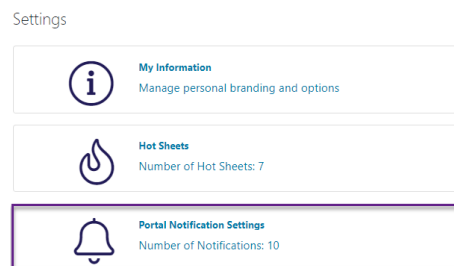 Settings
My Information
Manage personal branding and options
Hot Sheets
Number of Hot Sheets: 7
Portal Notification Settings
Number of Notifications: 10